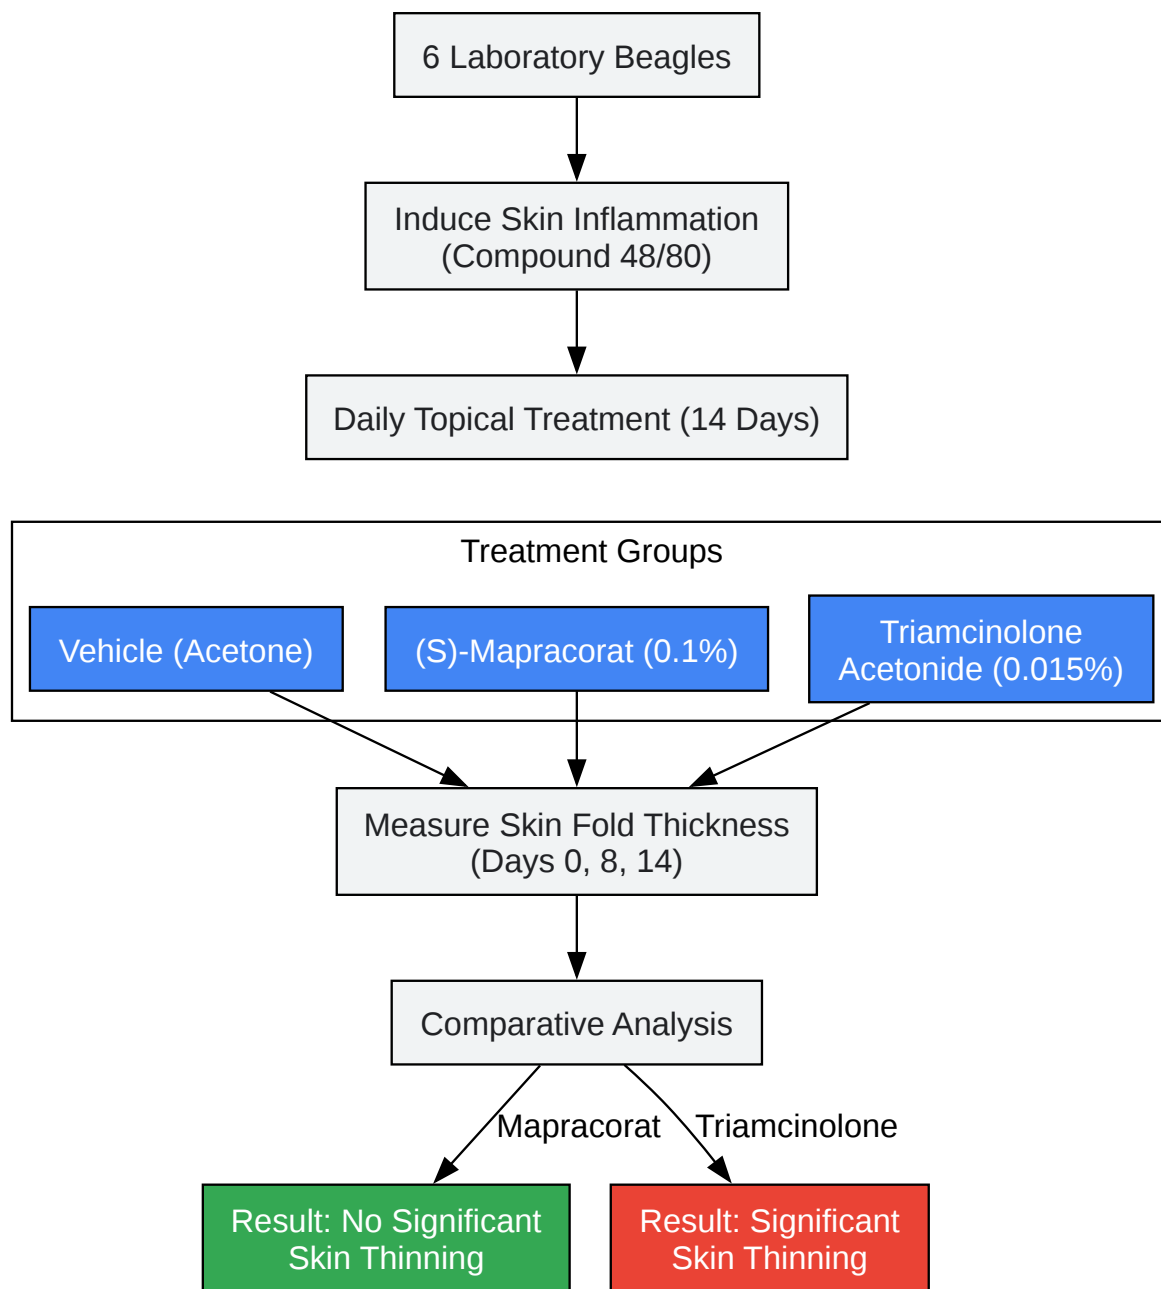 6 Laboratory Beagles
Induce Skin Inflammation
(Compound 48/80)
Daily Topical Treatment (14 Days)
Treatment Groups
Vehicle (Acetone)
(S)-Mapracorat (0.1%)
Triamcinolone
Acetonide (0.015%)
Measure Skin Fold Thickness
(Days 0, 8, 14)
Comparative Analysis
Mapracorat
Triamcinolone
Result: No Significant
Skin Thinning
Result: Significant
Skin Thinning